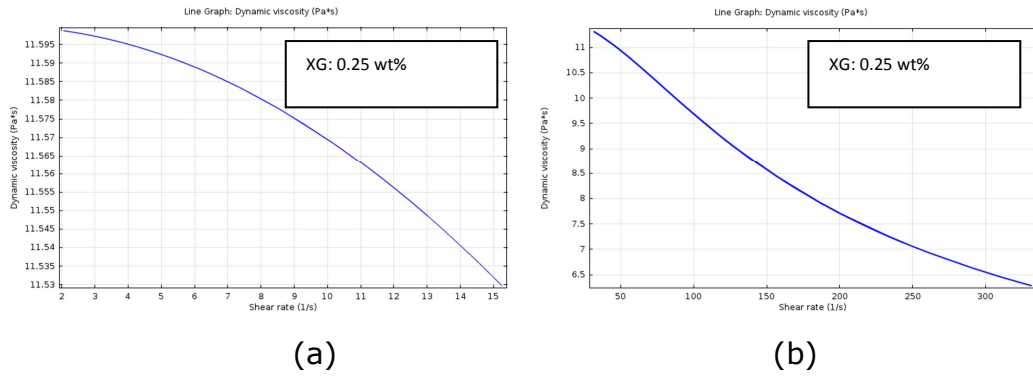 Line Graph: Dynamic viscosity (Pa*s)
11.595
11.59
11.585
11.58
11.575
11.57
11.565
11.56
11.555
11.55
11.545
11.54
11.535
11.53
Dynamic viscosity (Pa*s)
XG: 0.25 wt%
2 3 4 5 6 7 8 9 10 11 12 13 14 15
Shear rate (1/s)
(a)
Line Graph: Dynamic viscosity (Pa*s)
11
10.5
10
9.5
9
8.5
8
7.5
7
6.5
Dynamic viscosity (Pa*s)
XG: 0.25 wt%
50 100 150 200 250 300
Shear rate (1/s)
(b)